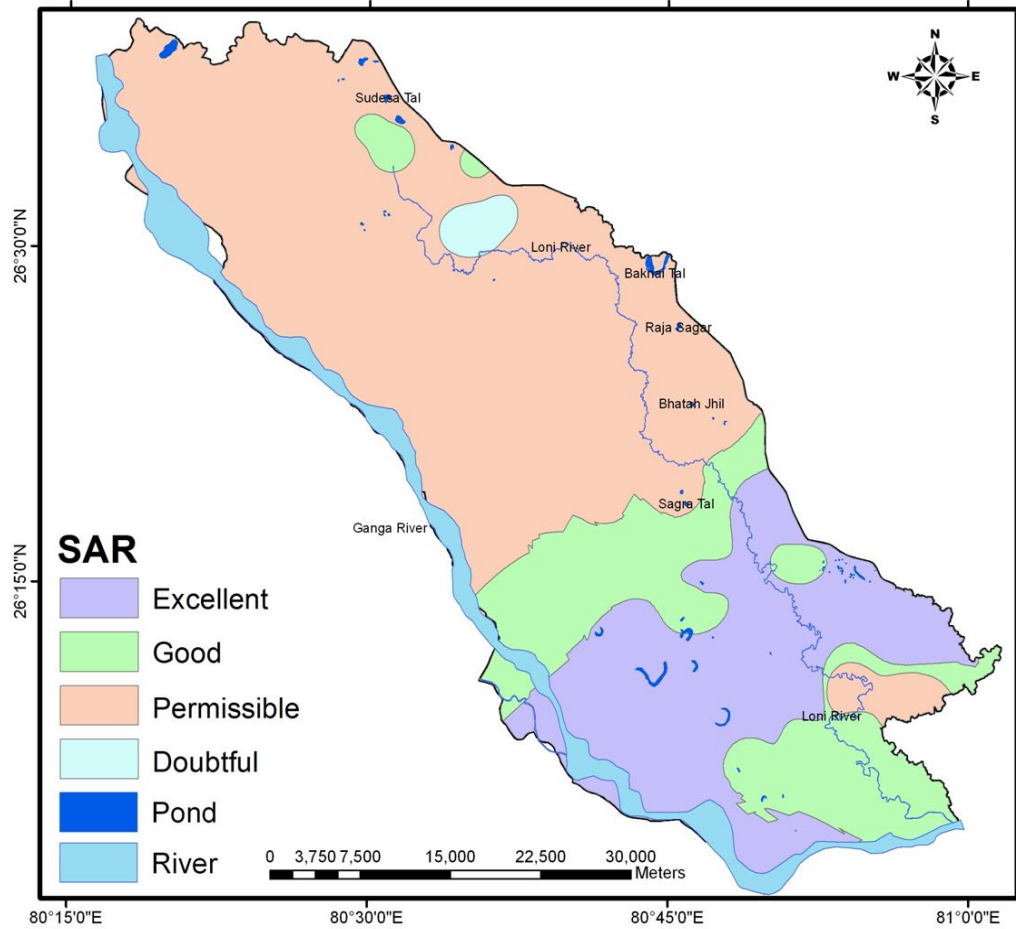 N
W E
S
Sudesa Tal
26°30'0"N
Loni River
Baknai Tal
Raja Sagar
Bhatah Jhil
Sagra Tal
Ganga River
26°15'0"N
SAR
Excellent
Good
Permissible
Doubtful
Pond
River
Loni River
0 3,750 7,500 15,000 22,500 30,000
Meters
80°15'0"E 80°30'0"E 80°45'0"E 81°0'0"E